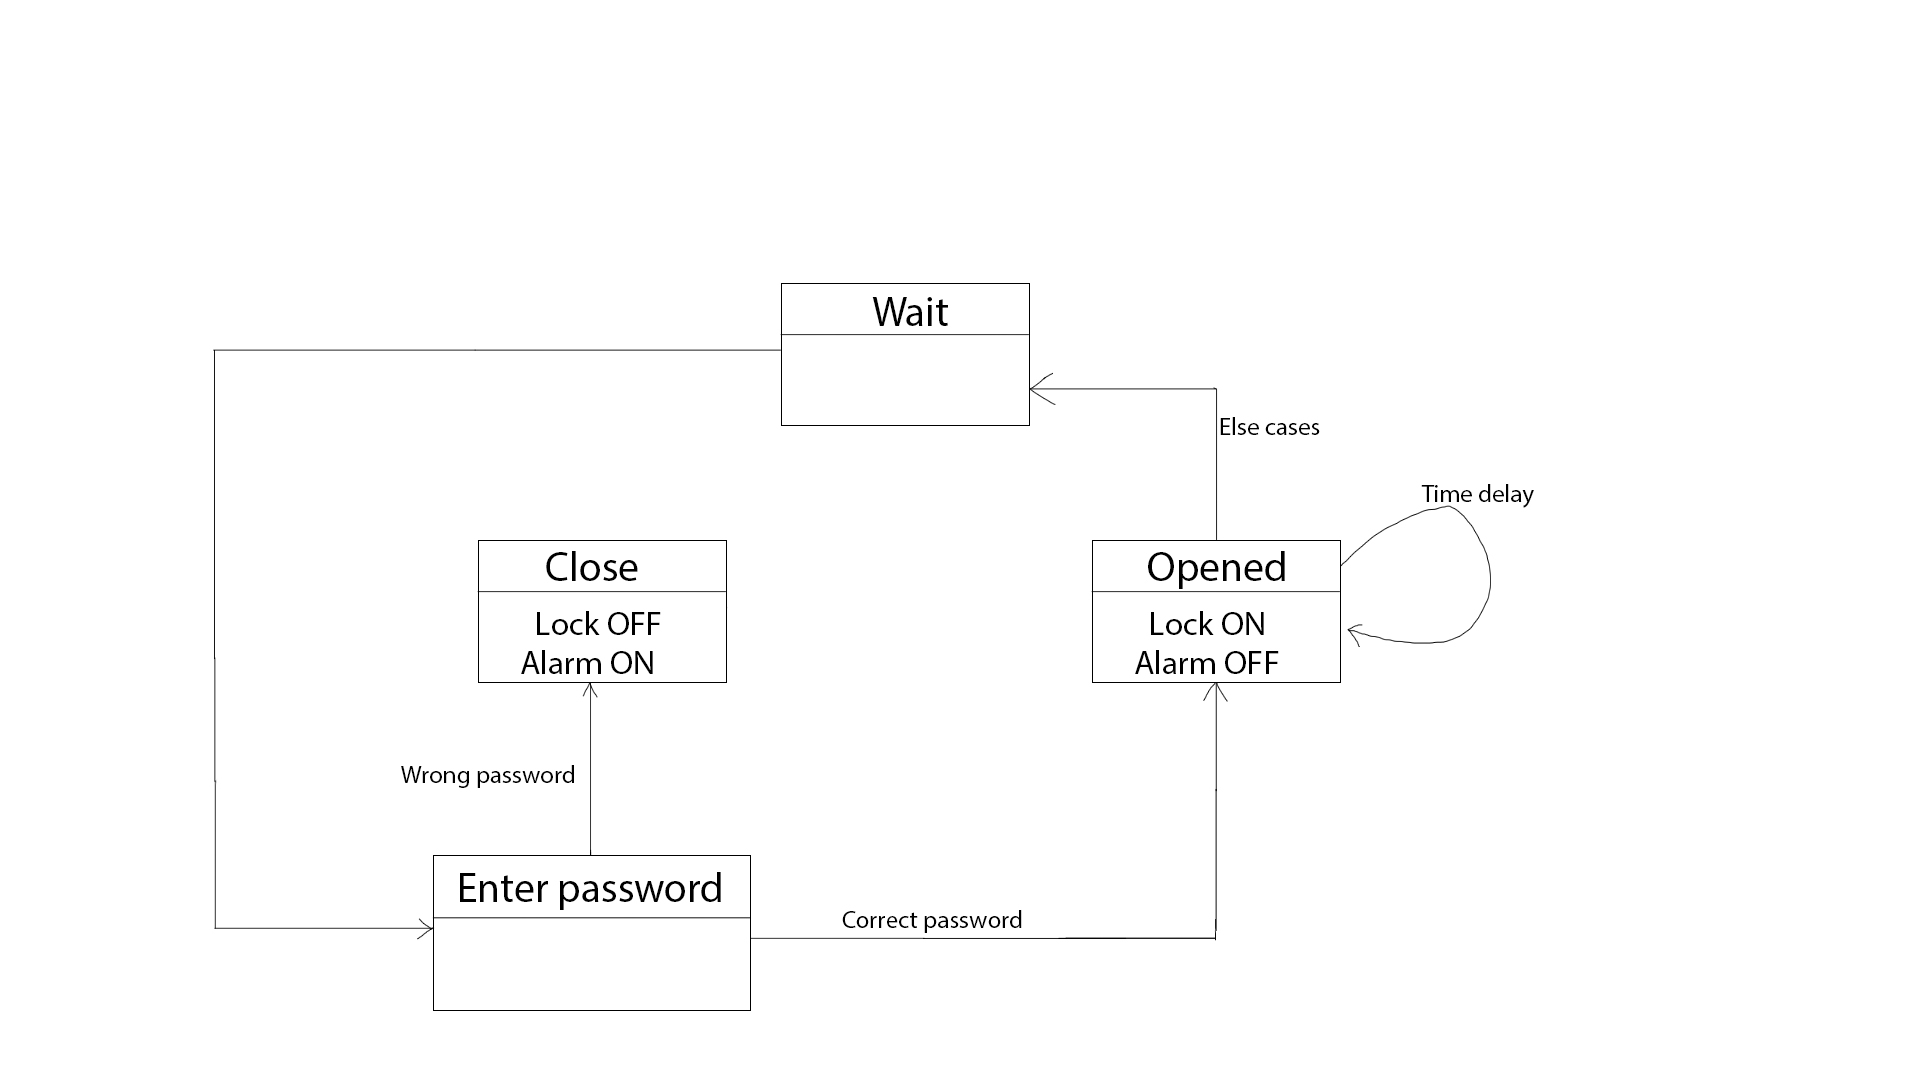 Wait
Else cases
Time delay
Close
Lock OFF
Alarm ON
Opened
Lock ON
Alarm OFF
Wrong password
Enter password
Correct password